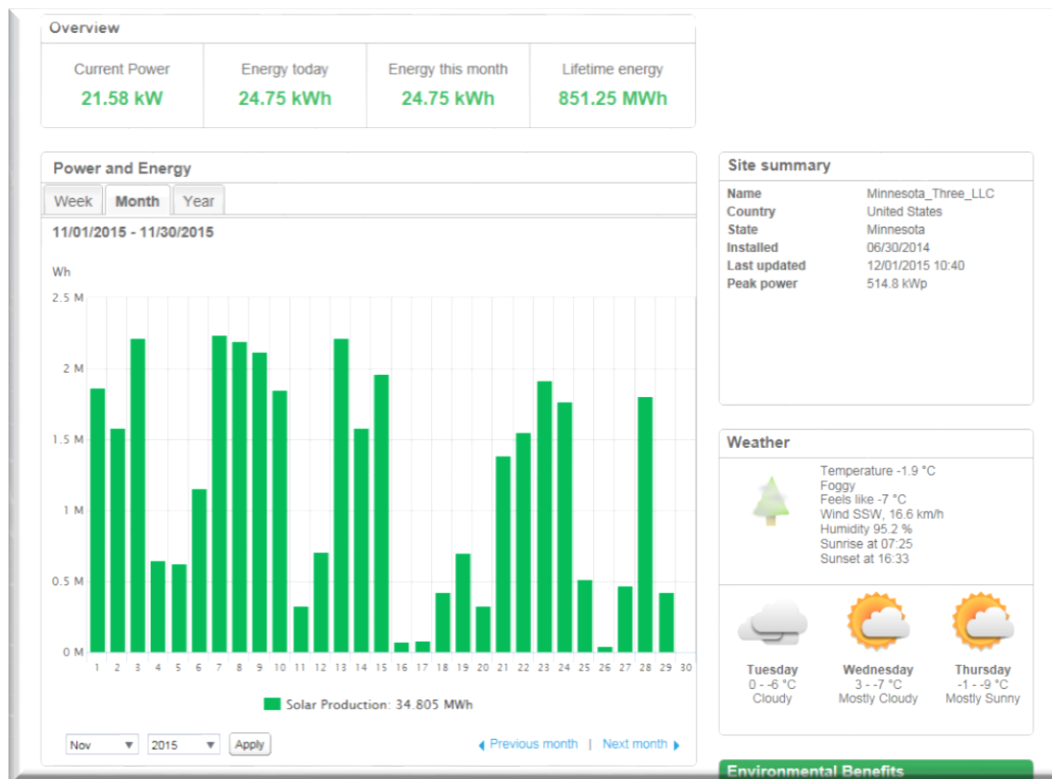 Overview
Current Power
21.58 kW
Energy today
24.75 kWh
Energy this month
24.75 kWh
Lifetime energy
851.25 MWh
Power and Energy
Week Month Year
11/01/2015 - 11/30/2015
Wh
2.5 M
2 M
1.5 M
1 M
0.5 M
0 M
1 2 3 4 5 6 7 8 9 10 11 12 13 14 15 16 17 18 19 20 21 22 23 24 25 26 27 28 29 30
Solar Production: 34.805 MWh
Nov 2015 Apply
Previous month | Next month
Site summary
Name Minnesota_Three_LLC
Country United States
State Minnesota
Installed 06/30/2014
Last updated 12/01/2015 10:40
Peak power 514.8 kWp
Weather
Temperature -1.9 °C
Foggy
Feels like -7 °C
Wind SSW, 16.6 km/h
Humidity 95.2 %
Sunrise at 07:25
Sunset at 16:33
Tuesday
0 - -6 °C
Cloudy
Wednesday
3 - -7 °C
Mostly Cloudy
Thursday
-1 - -9 °C
Mostly Sunny
Environmental Benefits